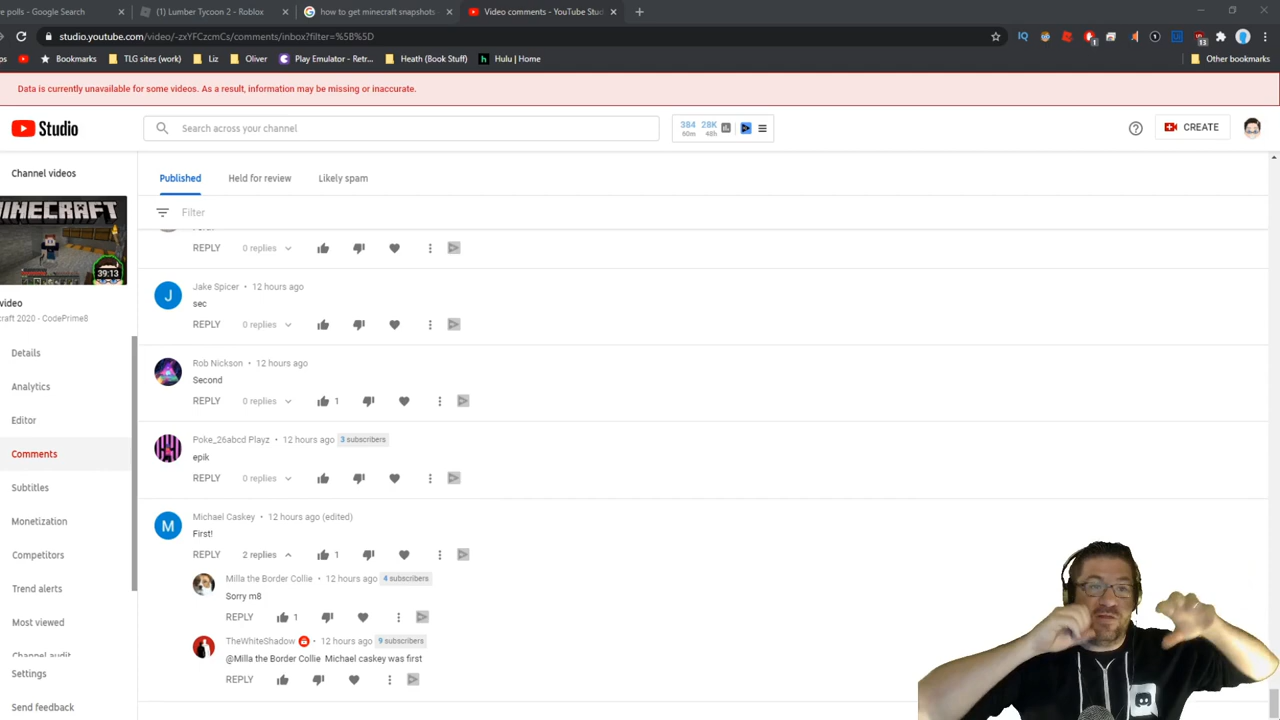 e polls - Google Search
(1) Lumber Tycoon 2 - Roblox
how to get minecraft snapshots
Video comments - YouTube Stud
studio.youtube.com/video/-zxYFCzcmCs/comments/inbox?filter=%5B%5D
ps
Bookmarks
TLG sites (work)
Liz
Oliver
Play Emulator - Retr...
Heath (Book Stuff)
Hulu | Home
Other bookmarks
Data is currently unavailable for some videos. As a result, information may be missing or inaccurate.
Studio
Search across your channel
384 28K
60m 48h
CREATE
Channel videos
MINECRAFT
39:13
video
craft 2020 - CodePrime8
Details
Analytics
Editor
Comments
Subtitles
Monetization
Competitors
Trend alerts
Most viewed
Channel audit
Settings
Send feedback
Published Held for review Likely spam
Filter
REPLY 0 replies
Jake Spicer • 12 hours ago
sec
REPLY 0 replies
Rob Nickson • 12 hours ago
Second
REPLY 0 replies 1
Poke_26abcd Playz • 12 hours ago 3 subscribers
epik
REPLY 0 replies
Michael Caskey • 12 hours ago (edited)
First!
REPLY 2 replies 1
Milla the Border Collie • 12 hours ago 4 subscribers
Sorry m8
REPLY 1
TheWhiteShadow • 12 hours ago 9 subscribers
@Milla the Border Collie Michael caskey was first
REPLY